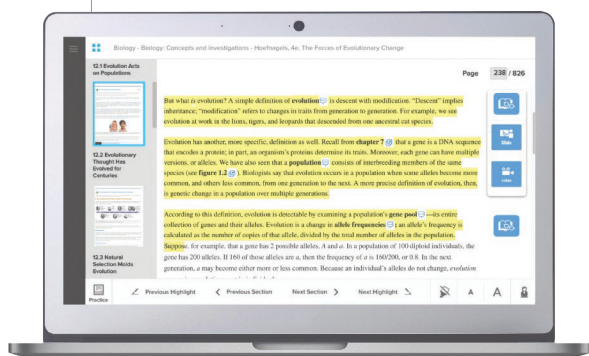 Biology - Biology: Concepts and Investigations - Hoefnagels, 4e, The Forces of Evolutionary Change
12.1 Evolution Acts
on Populations
12.2 Evolutionary
Thought Has
Evolved for
Centuries
12.3 Natural
Selection Molds
Evolution
Page 238 / 826
But what is evolution? A simple definition of evolution is descent with modification. "Descent" implies
inheritance; "modification" refers to changes in traits from generation to generation. For example, we see
evolution at work in the lions, tigers, and leopards that descended from one ancestral cat species.
Evolution has another, more specific, definition as well. Recall from chapter 7 that a gene is a DNA sequence
that encodes a protein; in part, an organism's proteins determine its traits. Moreover, each gene can have multiple
versions, or alleles. We have also seen that a population consists of interbreeding members of the same
species (see figure 1.2 ). Biologists say that evolution occurs in a population when some alleles become more
common, and others less common, from one generation to the next. A more precise definition of evolution, then,
is genetic change in a population over multiple generations.
According to this definition, evolution is detectable by examining a population's gene pool —its entire
collection of genes and their alleles. Evolution is a change in allele frequencies ; an allele's frequency is
calculated as the number of copies of that allele, divided by the total number of alleles in the population.
Suppose, for example, that a gene has 2 possible alleles, A and a. In a population of 100 diploid individuals, the
gene has 200 alleles. If 160 of those alleles are a, then the frequency of a is 160/200, or 0.8. In the next
generation, a may become either more or less common. Because an individual's alleles do not change, evolution
Slide
Practice
Previous Highlight
Previous Section
Next Section
Next Highlight
A
A